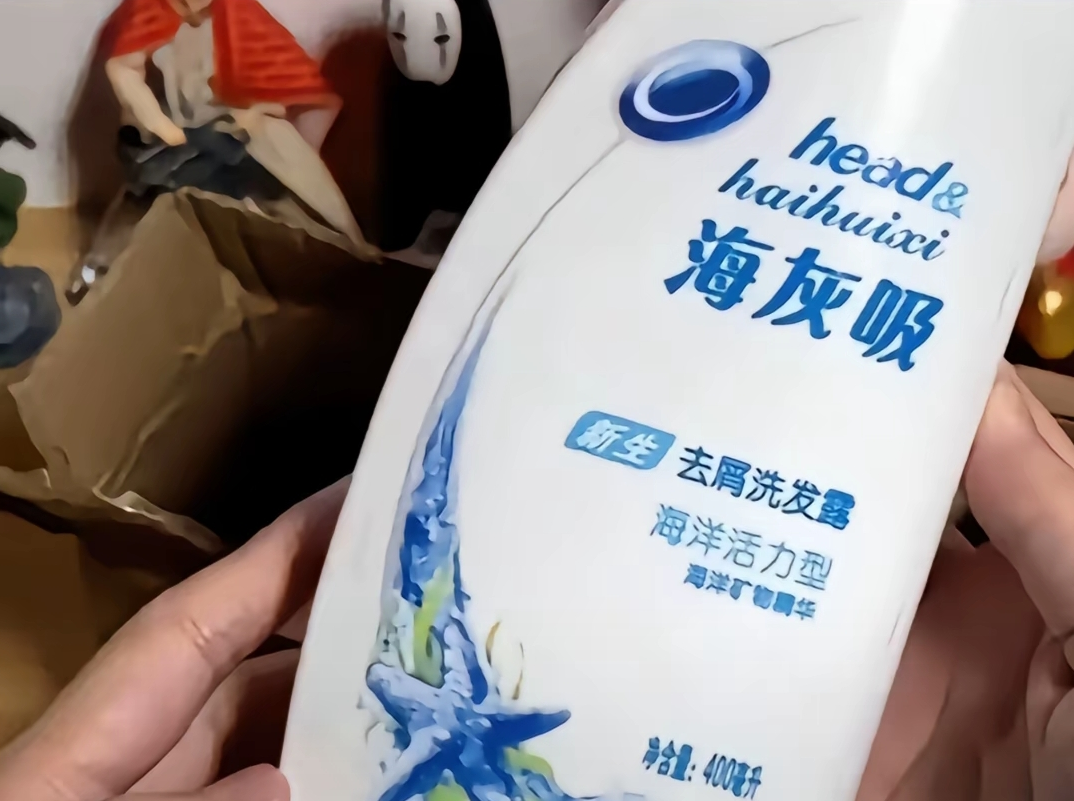 head&
haihuixi
海灰吸
新生 去屑洗发露
海洋活力型
海洋矿物精华
净含量: 400毫升